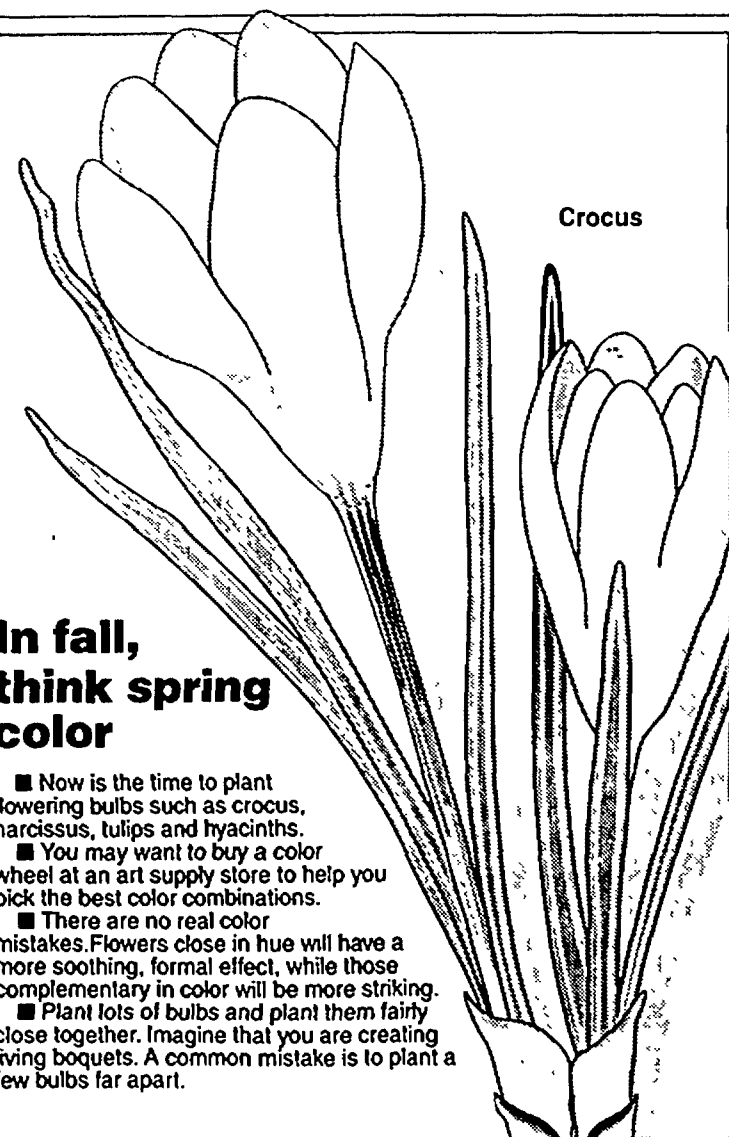 Crocus
In fall,
think spring
color
■ Now is the time to plant
flowering bulbs such as crocus,
narcissus, tulips and hyacinths.
■ You may want to buy a color
wheel at an art supply store to help you
pick the best color combinations.
■ There are no real color
mistakes.Flowers close in hue will have a
more soothing, formal effect, while those
complementary in color will be more striking.
■ Plant lots of bulbs and plant them fairly
close together. Imagine that you are creating
living boquets. A common mistake is to plant a
few bulbs far apart.